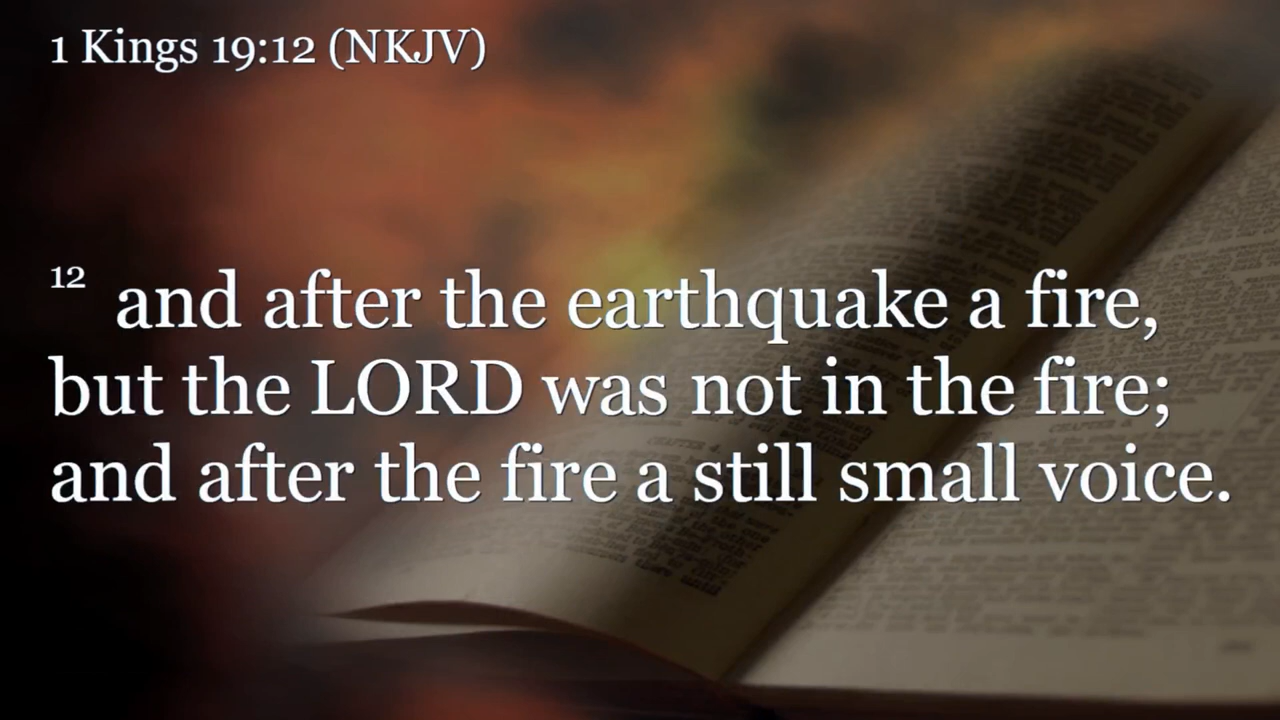 1 Kings 19:12 (NKJV)
12 and after the earthquake a fire,
but the LORD was not in the fire;
and after the fire a still small voice.